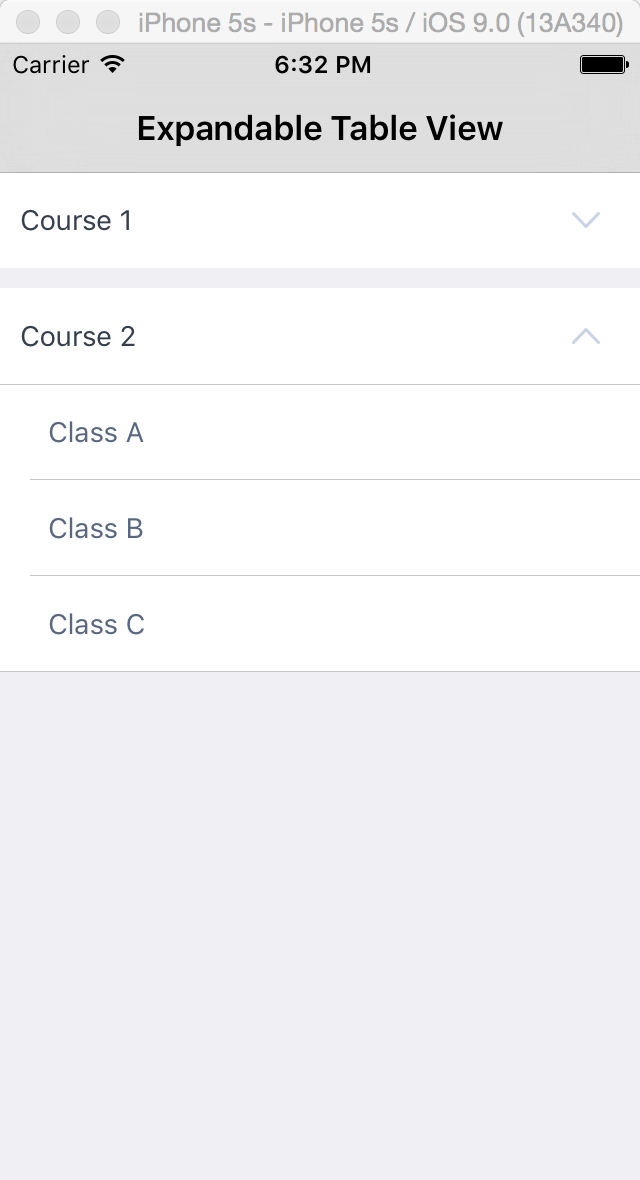 iPhone 5s - iPhone 5s / iOS 9.0 (13A340)
Carrier 6:32 PM
Expandable Table View
Course 1
Course 2
Class A
Class B
Class C